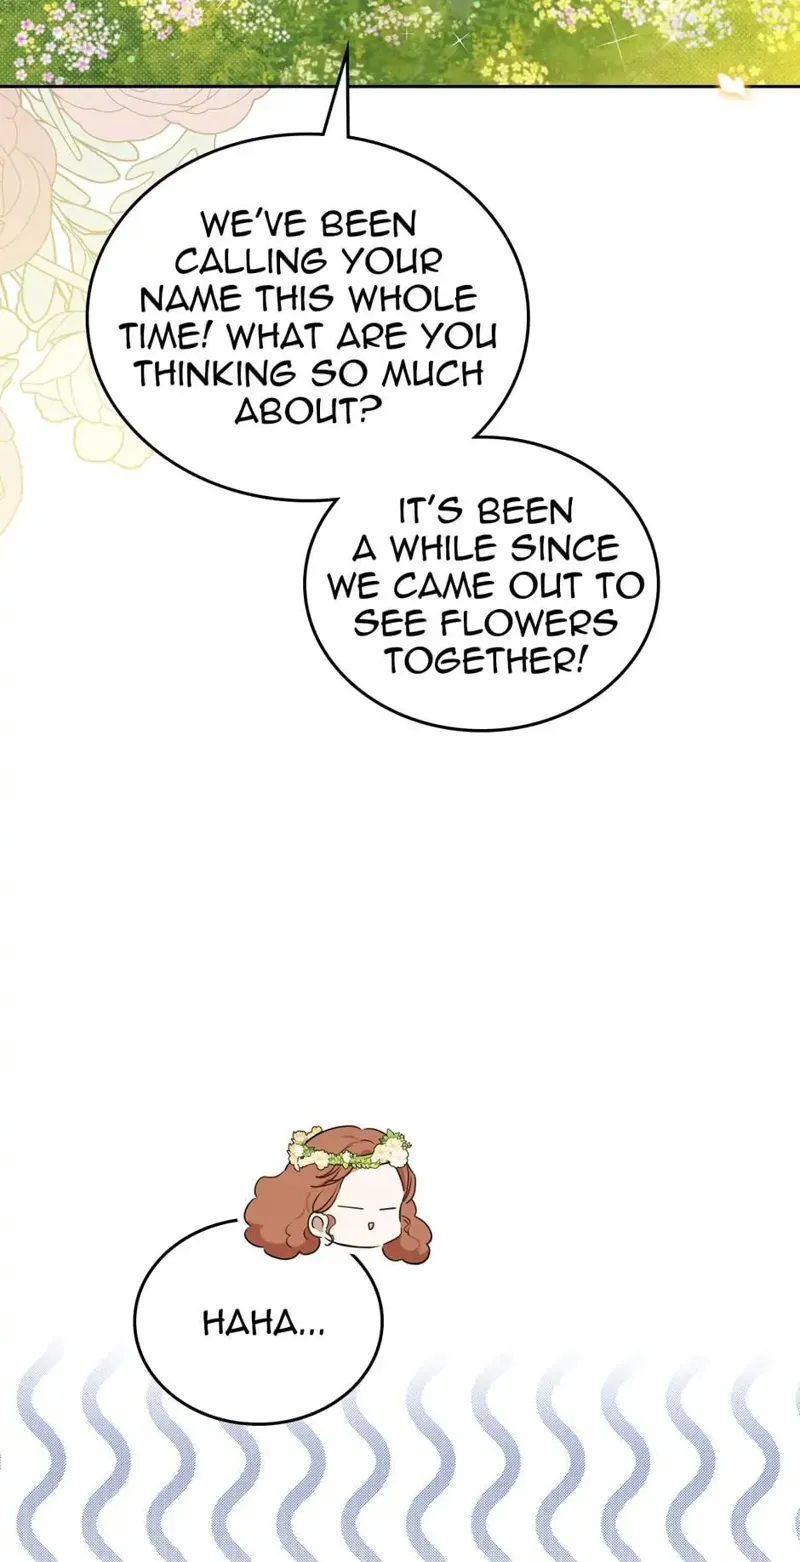 WE'VE BEEN
CALLING YOUR
NAME THIS WHOLE
TIME! WHAT ARE YOU
THINKING SO MUCH
ABOUT?
IT'S BEEN
A WHILE SINCE
WE CAME OUT TO
SEE FLOWERS
TOGETHER!
HAHA...